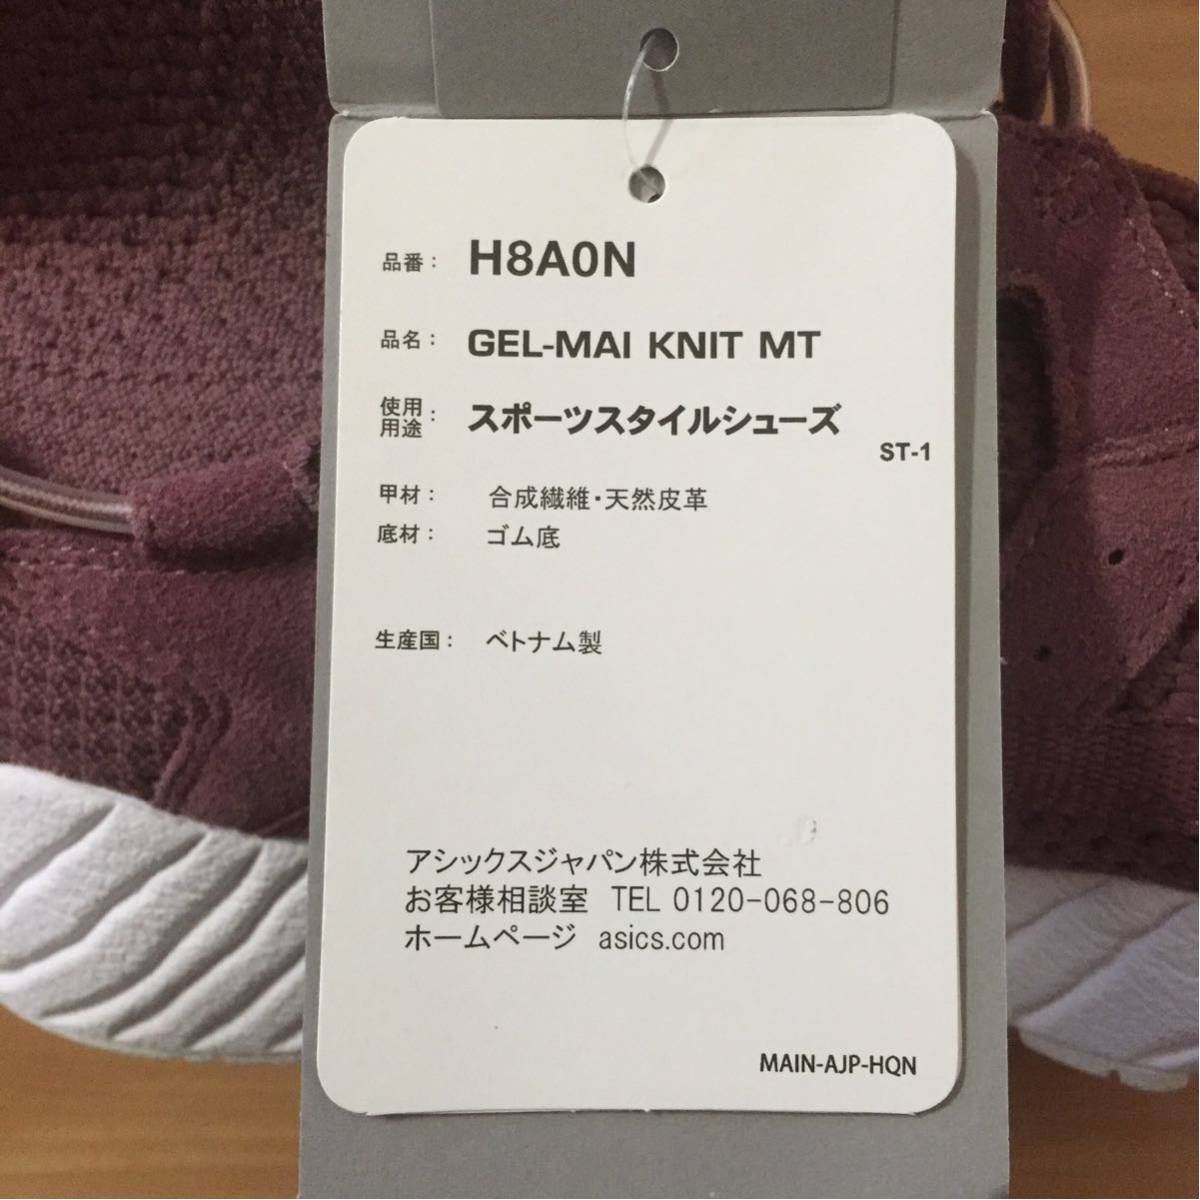 品番： H8A0N
品名： GEL-MAI KNIT MT
使用用途： スポーツスタイルシューズ
ST-1
甲材： 合成繊維・天然皮革
底材： ゴム底
生産国： ベトナム製
アシックスジャパン株式会社
お客様相談室 TEL 0120-068-806
ホームページ asics.com
MAIN-AJP-HQN